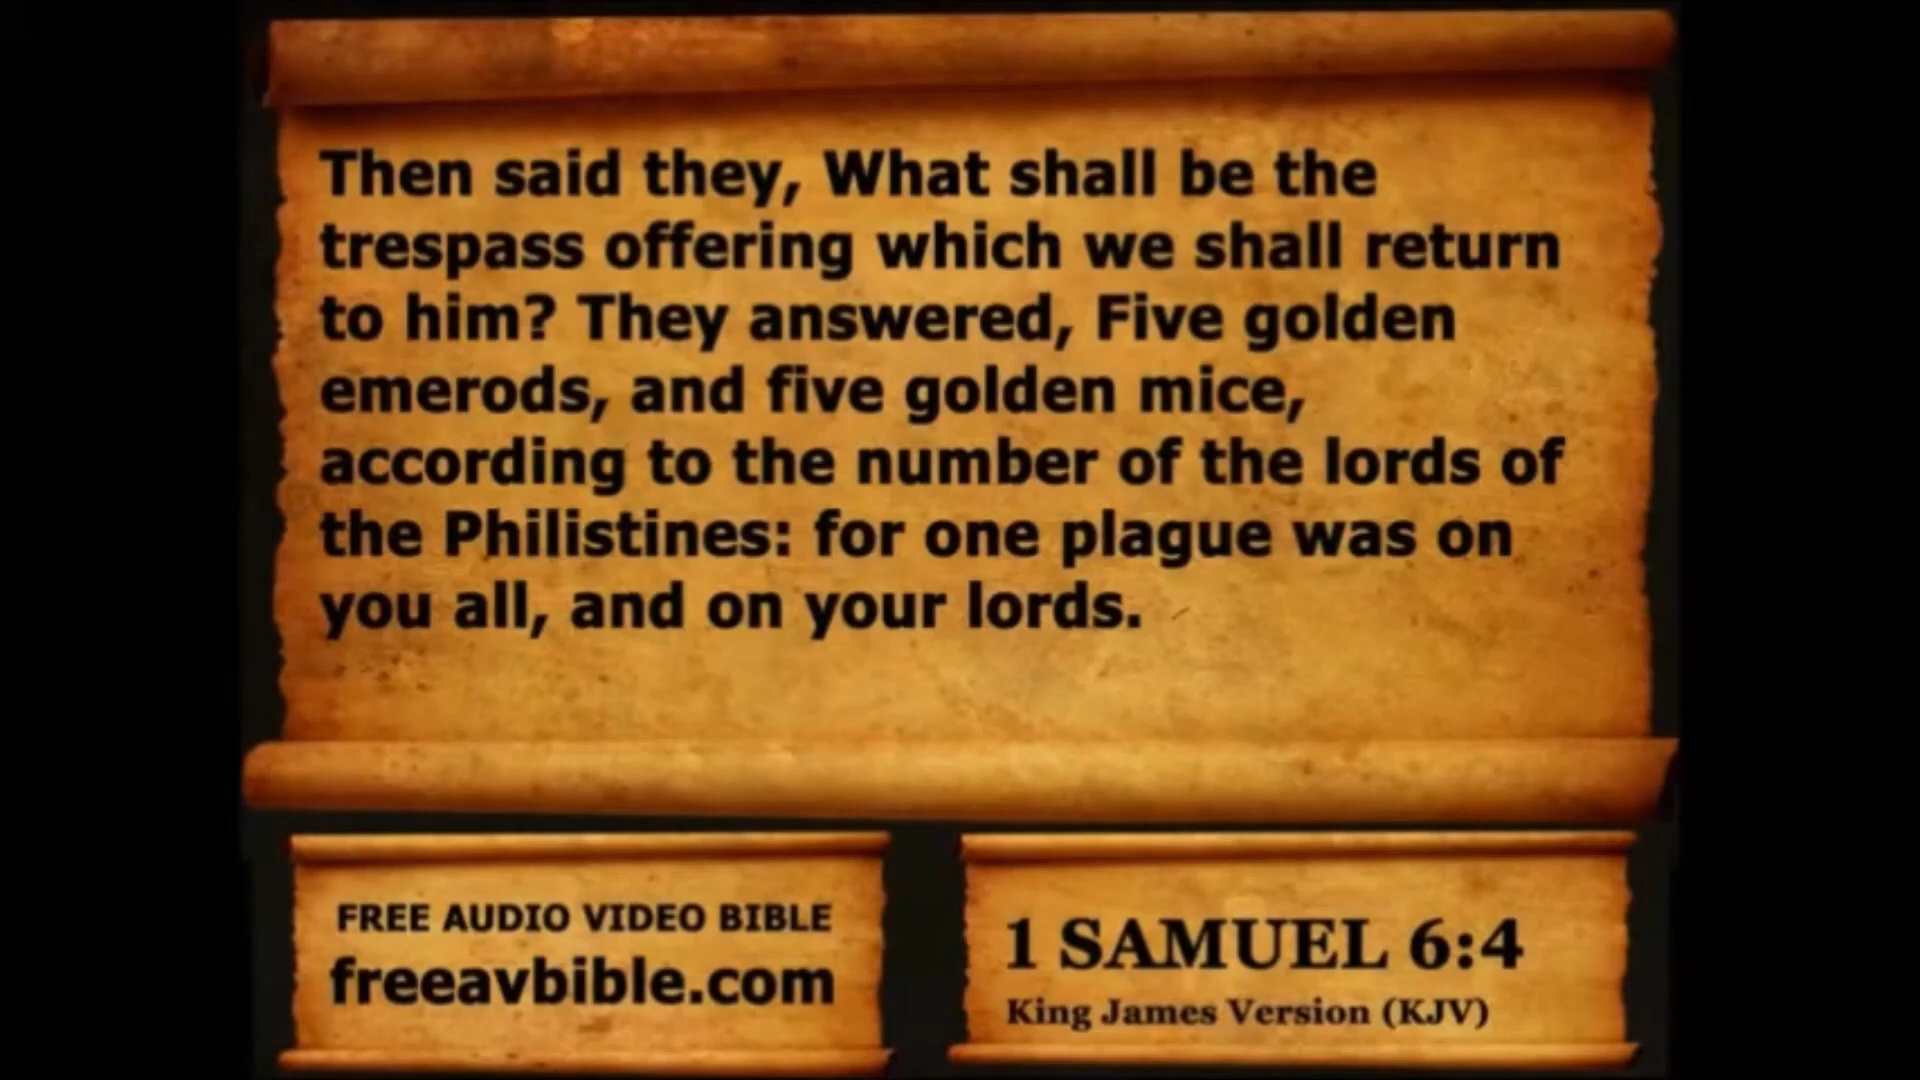 Then said they, What shall be the
trespass offering which we shall return
to him? They answered, Five golden
emerods, and five golden mice,
according to the number of the lords of
the Philistines: for one plague was on
you all, and on your lords.
FREE AUDIO VIDEO BIBLE
freeavbible.com
1 SAMUEL 6:4
King James Version (KJV)